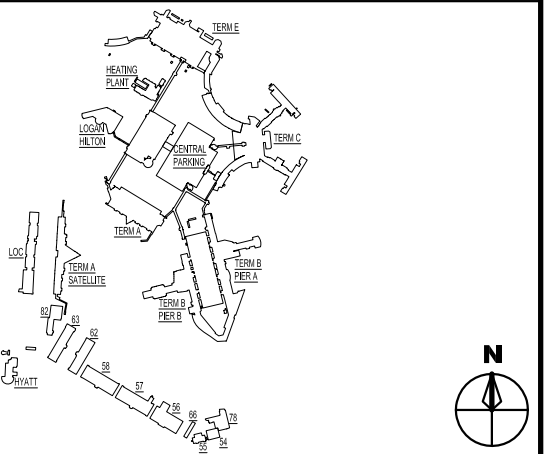 TERM E
HEATING
PLANT
LOGAN
HILTON
CENTRAL
PARKING
TERM C
TERM A
LOC
TERM A
SATELLITE
TERM B
PIER A
TERM B
PIER B
82
63
62
HYATT
58
57
56
66
78
55
54
N